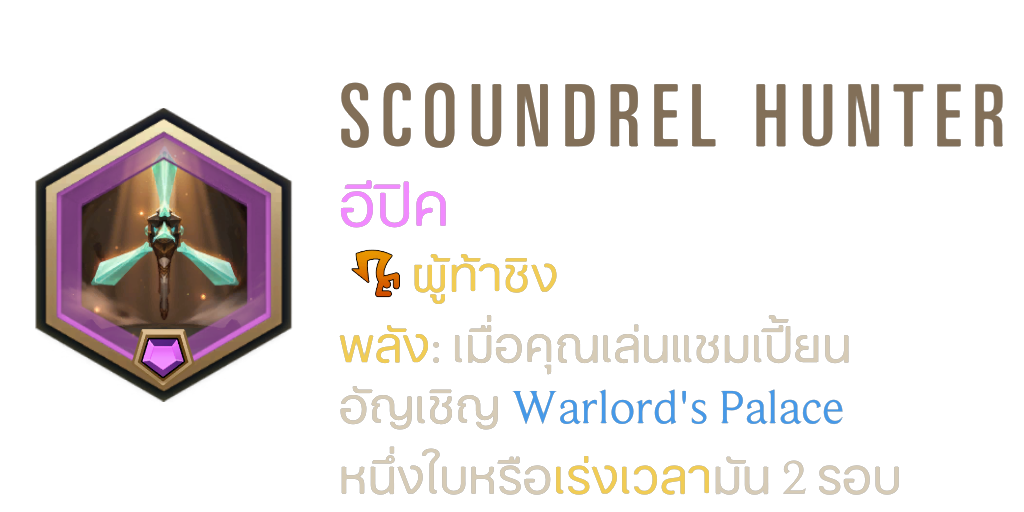 SCOUNDREL HUNTER
อีปิค
ผู้ท้าชิง
พลัง: เมื่อคุณเล่นแชมเปี้ยน
อัญเชิญ Warlord's Palace
หนึ่งใบหรือเร่งเวลามัน 2 รอบ